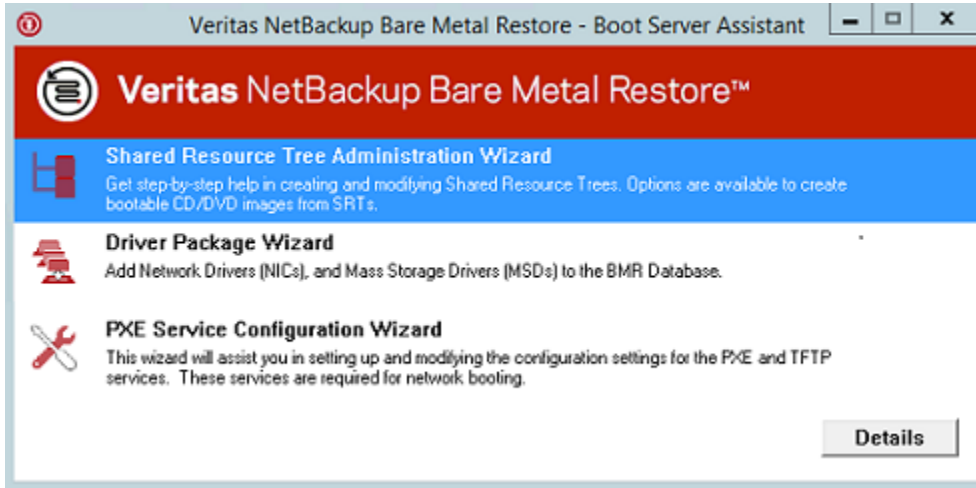 Veritas NetBackup Bare Metal Restore - Boot Server Assistant
Veritas NetBackup Bare Metal Restore™
Shared Resource Tree Administration Wizard
Get step-by-step help in creating and modifying Shared Resource Trees. Options are available to create
bootable CD/DVD images from SRTs.
Driver Package Wizard
Add Network Drivers (NICs), and Mass Storage Drivers (MSDs) to the BMR Database.
PXE Service Configuration Wizard
This wizard will assist you in setting up and modifying the configuration settings for the PXE and TFTP
services. These services are required for network booting.
Details